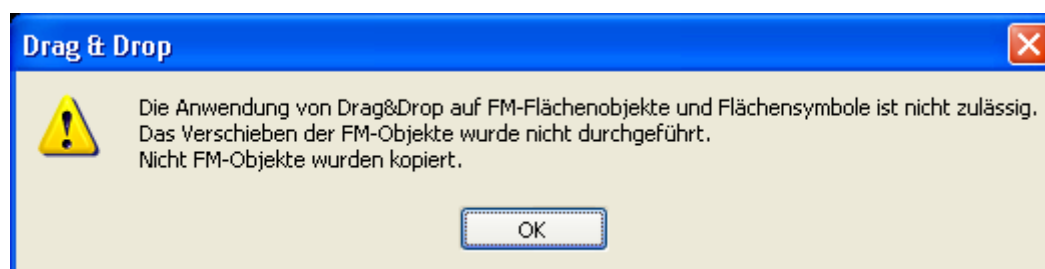 Drag & Drop
Die Anwendung von Drag&Drop auf FM-Flächenobjekte und Flächensymbole ist nicht zulässig.
Das Verschieben der FM-Objekte wurde nicht durchgeführt.
Nicht FM-Objekte wurden kopiert.
OK